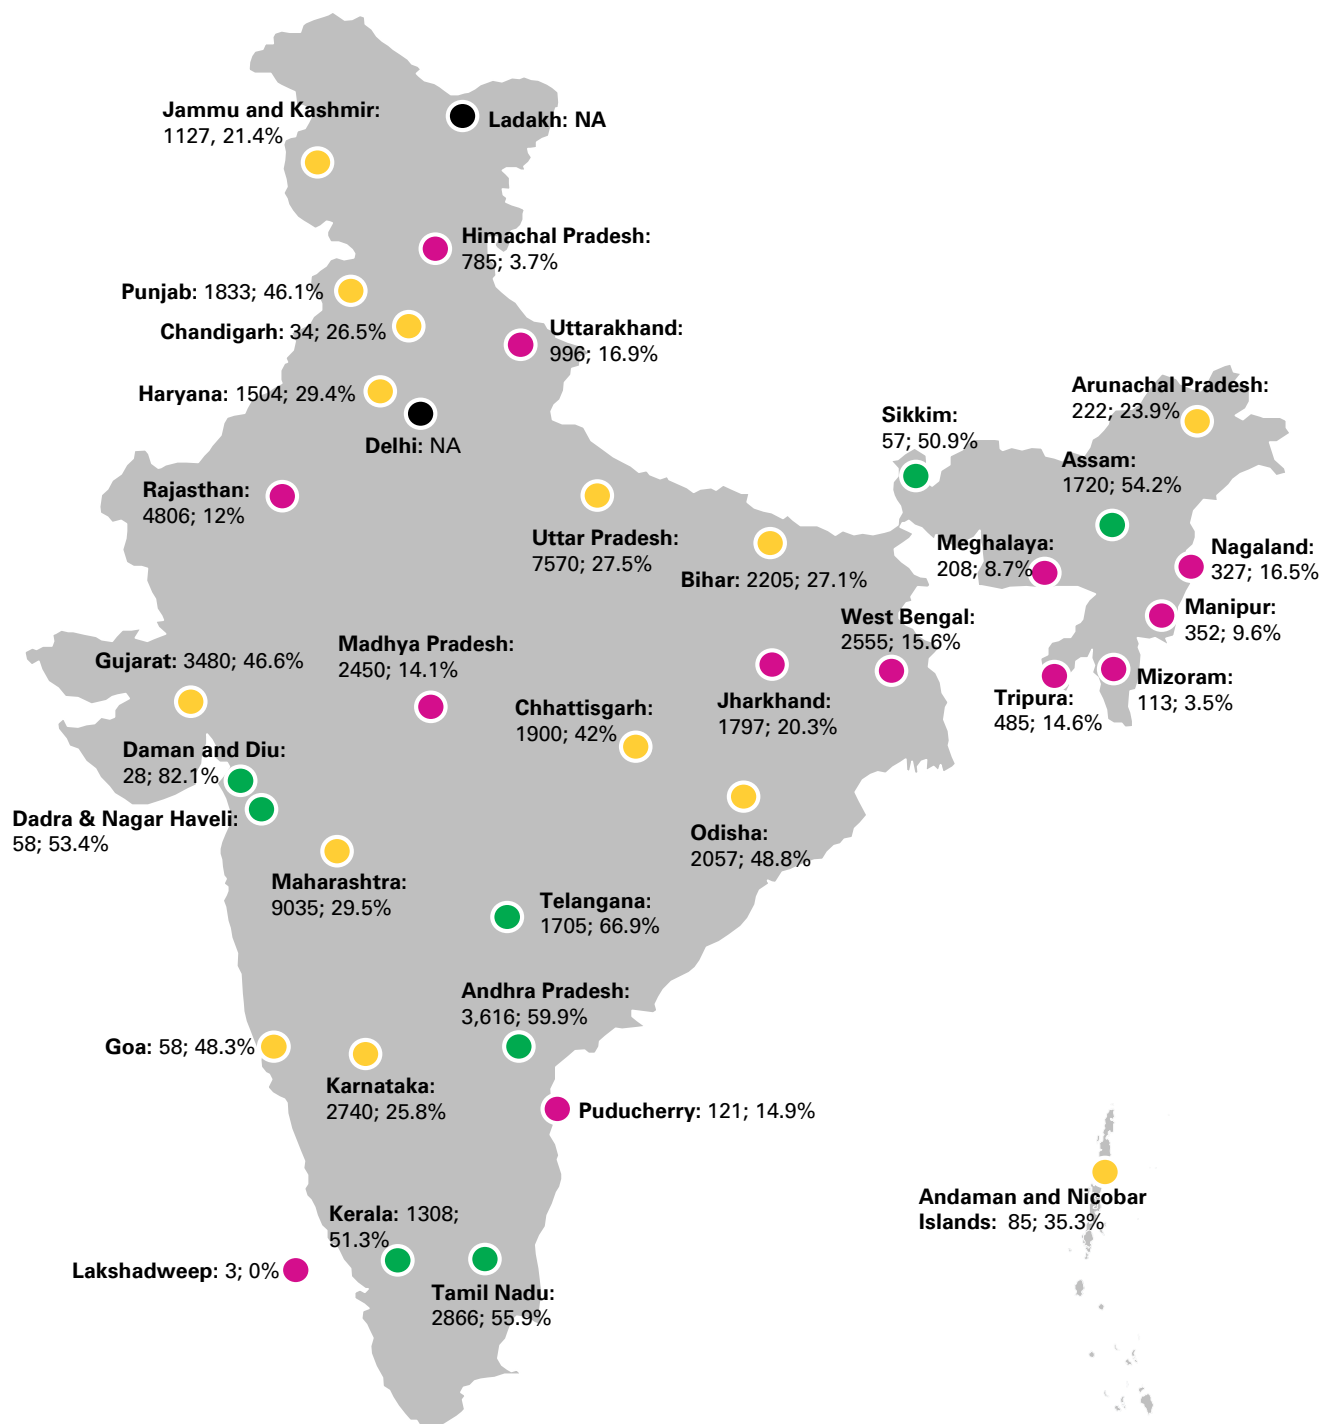 Jammu and Kashmir:
1127, 21.4%
Ladakh: NA
Himachal Pradesh:
785; 3.7%
Punjab: 1833; 46.1%
Chandigarh: 34; 26.5%
Uttarakhand:
996; 16.9%
Haryana: 1504; 29.4%
Delhi: NA
Arunachal Pradesh:
222; 23.9%
Sikkim:
57; 50.9%
Assam:
1720; 54.2%
Rajasthan:
4806; 12%
Uttar Pradesh:
7570; 27.5%
Bihar: 2205; 27.1%
Meghalaya:
208; 8.7%
Nagaland:
327; 16.5%
Manipur:
352; 9.6%
West Bengal:
2555; 15.6%
Madhya Pradesh:
2450; 14.1%
Gujarat: 3480; 46.6%
Mizoram:
113; 3.5%
Tripura:
485; 14.6%
Jharkhand:
1797; 20.3%
Chhattisgarh:
1900; 42%
Daman and Diu:
28; 82.1%
Dadra & Nagar Haveli:
58; 53.4%
Odisha:
2057; 48.8%
Maharashtra:
9035; 29.5%
Telangana:
1705; 66.9%
Andhra Pradesh:
3,616; 59.9%
Goa: 58; 48.3%
Karnataka:
2740; 25.8%
Puducherry: 121; 14.9%
Andaman and Nicobar
Islands: 85; 35.3%
Kerala: 1308;
51.3%
Lakshadweep: 3; 0%
Tamil Nadu:
2866; 55.9%